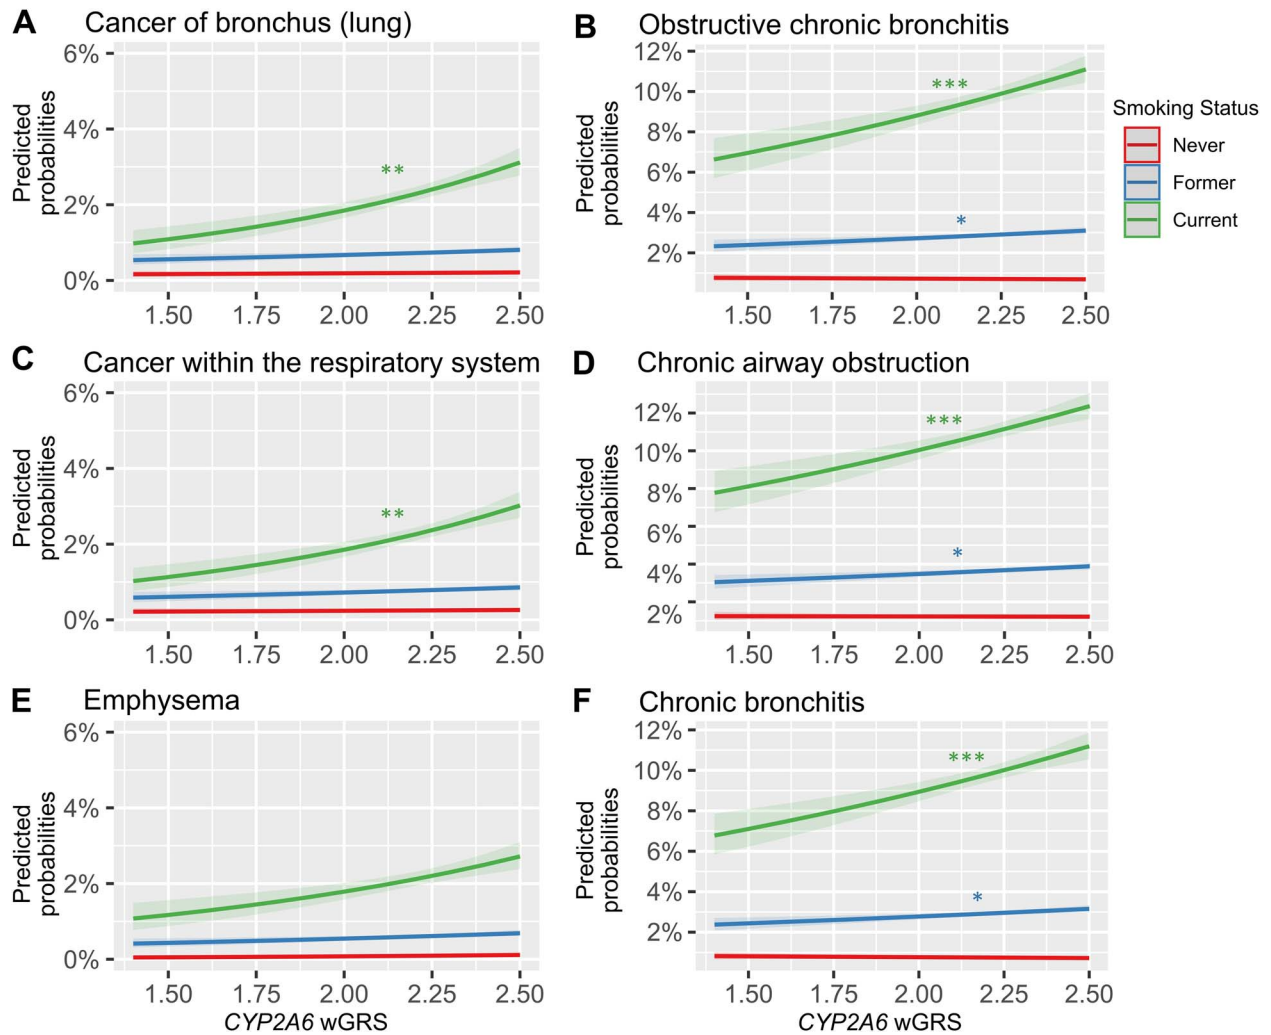 A Cancer of bronchus (lung)
Predicted
probabilities
6%
4%
2%
0%
**
1.50 1.75 2.00 2.25 2.50
B Obstructive chronic bronchitis
Predicted
probabilities
12%
10%
8%
6%
4%
2%
***
*
1.50 1.75 2.00 2.25 2.50
Smoking Status
Never
Former
Current
C Cancer within the respiratory system
Predicted
probabilities
6%
4%
2%
0%
**
1.50 1.75 2.00 2.25 2.50
D Chronic airway obstruction
Predicted
probabilities
12%
10%
8%
6%
4%
2%
***
*
1.50 1.75 2.00 2.25 2.50
E Emphysema
Predicted
probabilities
6%
4%
2%
0%
1.50 1.75 2.00 2.25 2.50
CYP2A6 wGRS
F Chronic bronchitis
Predicted
probabilities
12%
10%
8%
6%
4%
2%
***
*
1.50 1.75 2.00 2.25 2.50
CYP2A6 wGRS